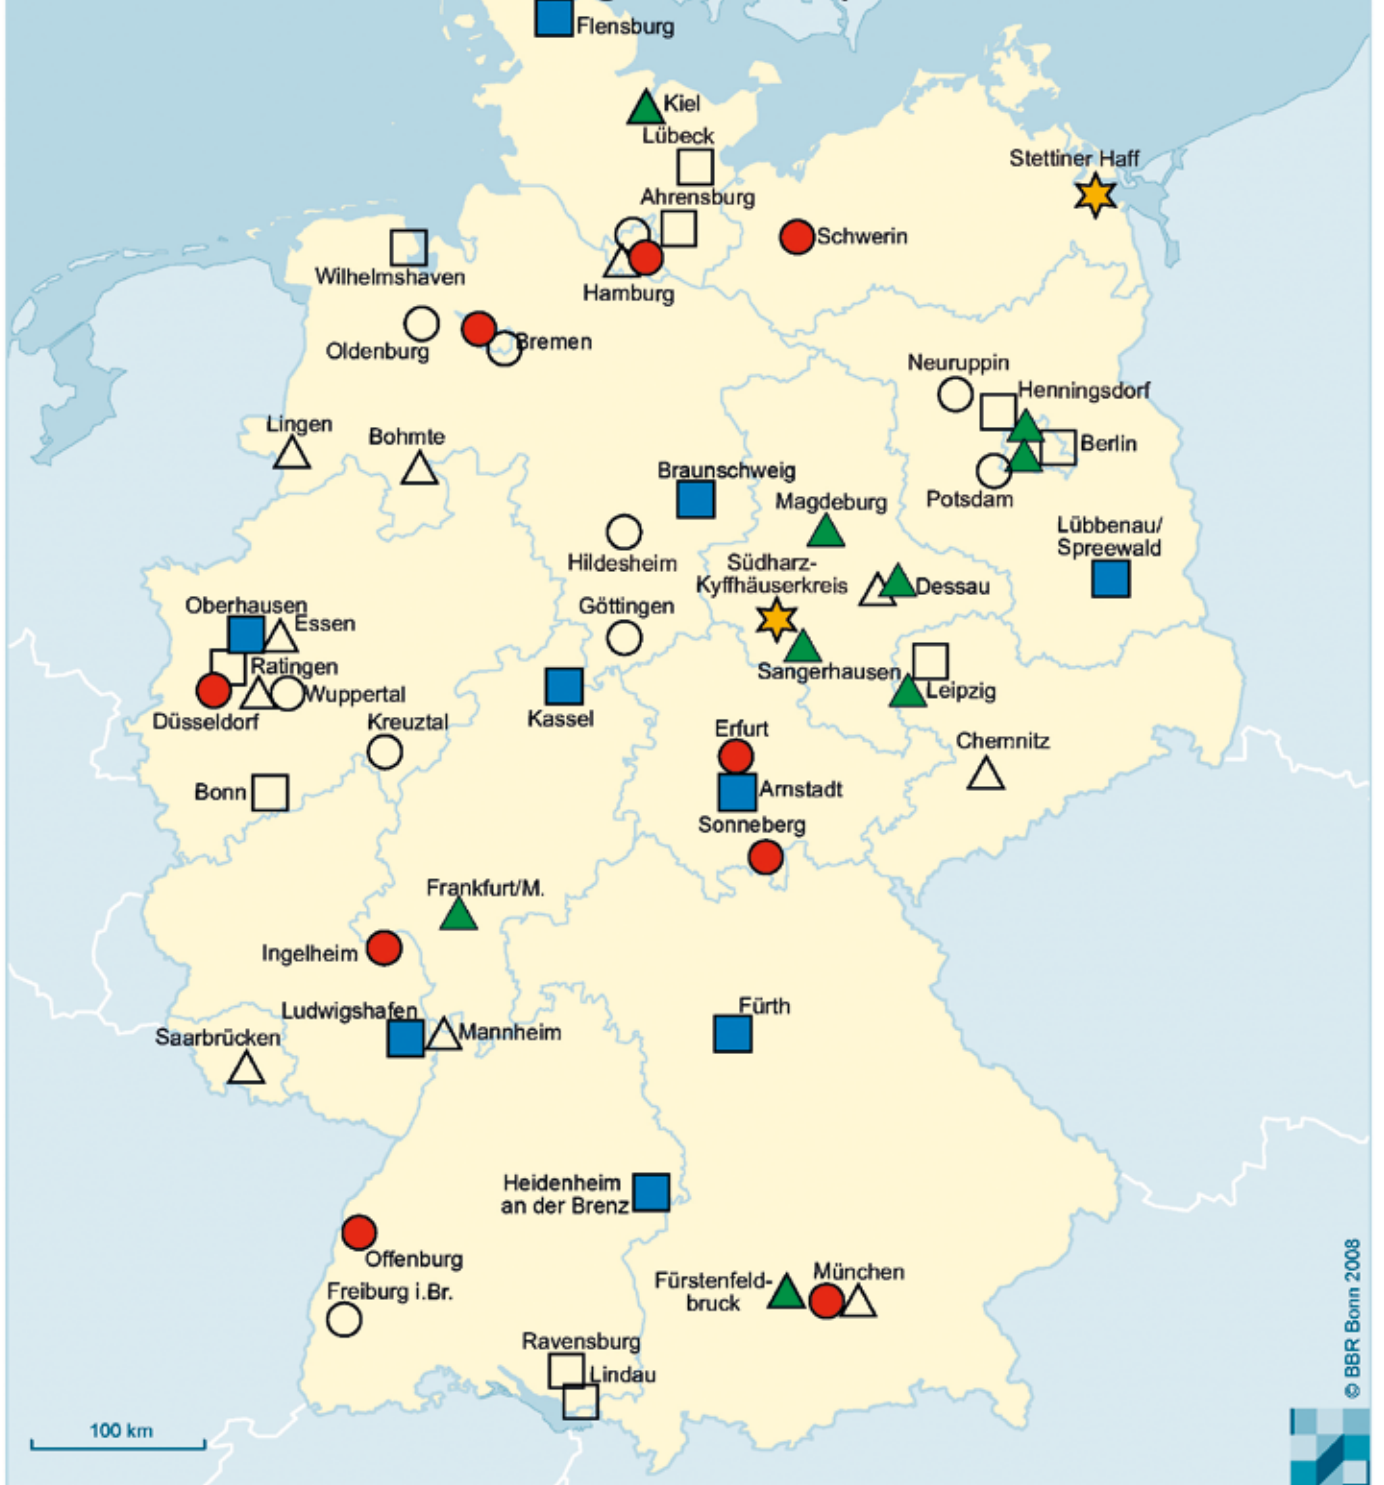 Flensburg
Kiel
Lübeck
Stettiner Haff
Ahrensburg
Schwerin
Wilhelmshaven
Hamburg
Bremen
Oldenburg
Neuruppin
Henningsdorf
Lingen
Bohmte
Berlin
Braunschweig
Potsdam
Magdeburg
Lübbenau/
Spreewald
Hildesheim
Südharz-
Kyffhäuserkreis
Dessau
Oberhausen
Göttingen
Essen
Ratingen
Sangerhausen
Leipzig
Wuppertal
Düsseldorf
Kreuztal
Kassel
Erfurt
Chemnitz
Bonn
Arnstadt
Sonneberg
Frankfurt/M.
Ingelheim
Ludwigshafen
Fürth
Mannheim
Saarbrücken
Heidenheim
an der Brenz
Offenburg
Fürstenfeld-
bruck
München
Freiburg i.Br.
Ravensburg
Lindau
100 km
© BBR Bonn 2008